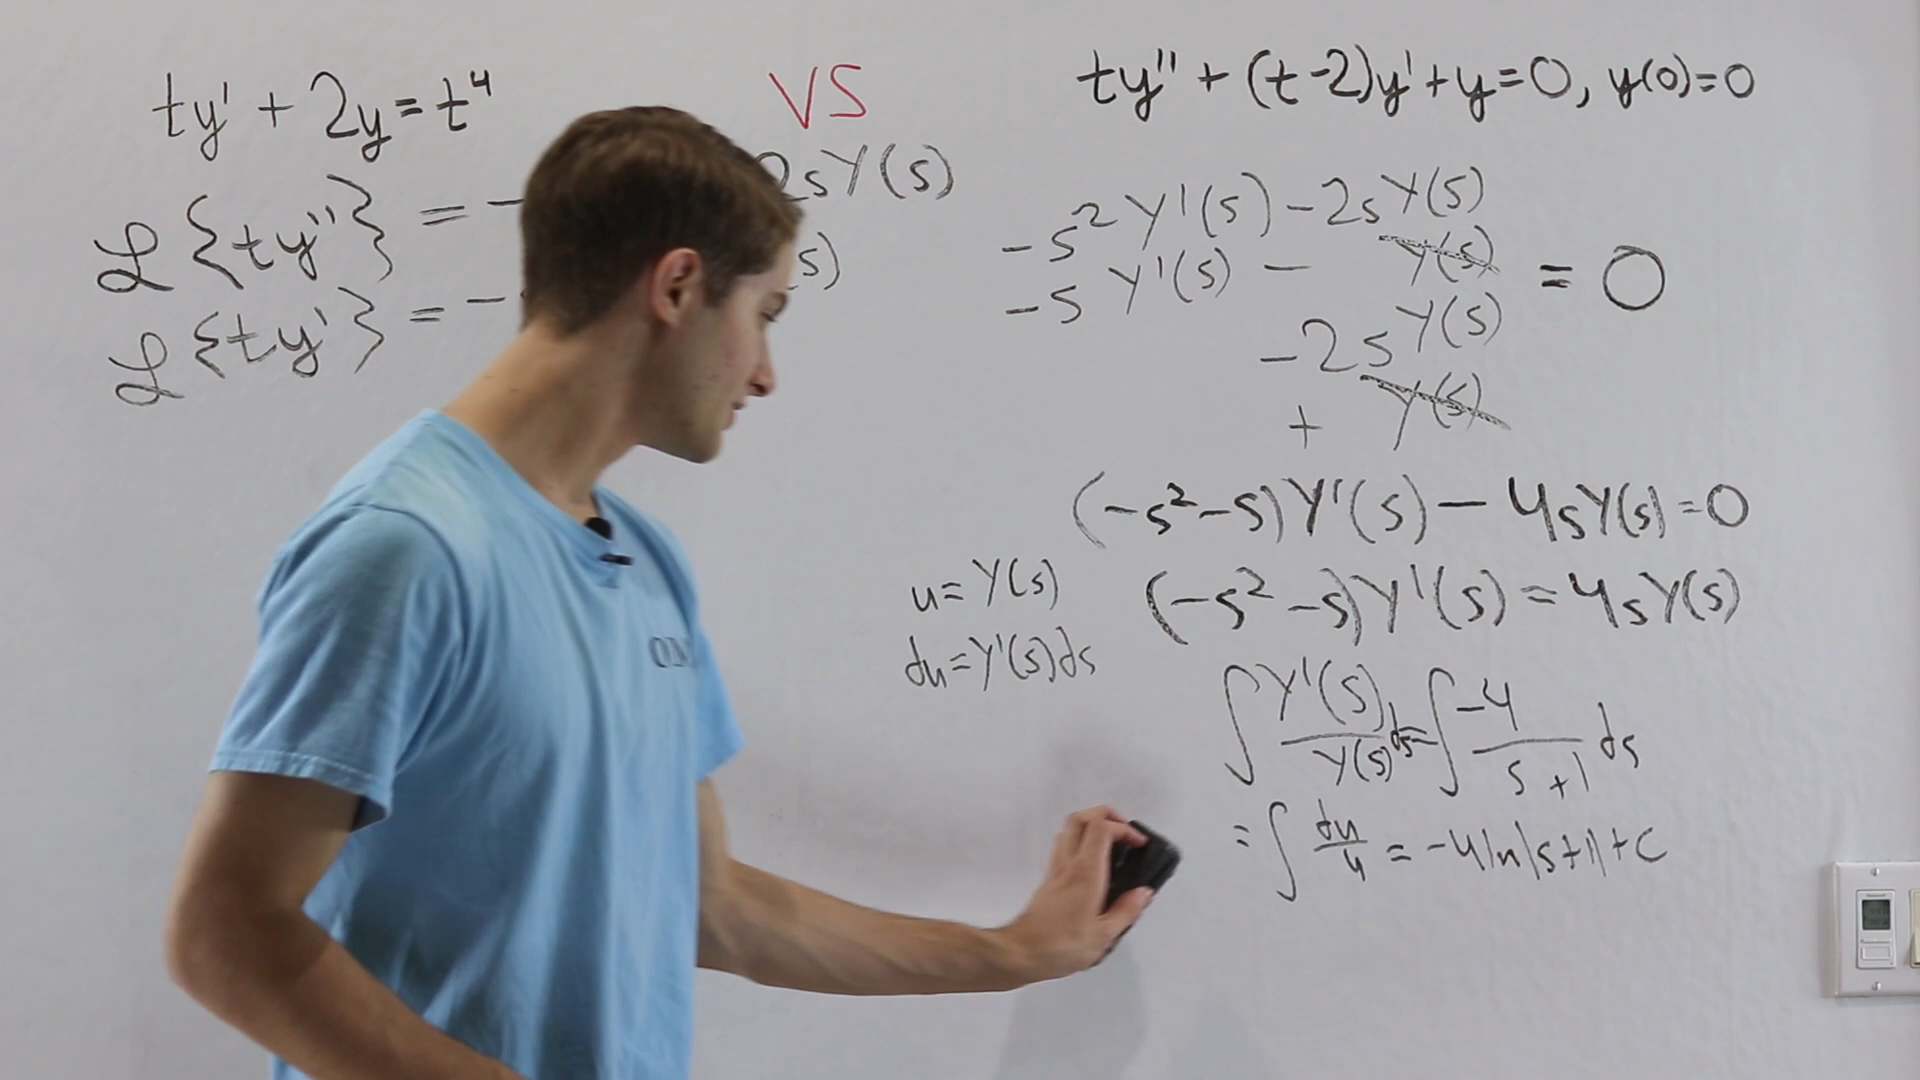 ty' + 2y = t⁴
VS
ty'' + (t-2)y' + y = 0, y(0) = 0
ℒ{ty''} = -
2sY(s)
ℒ{ty'} = -
s)
-s²Y'(s) - 2sY(s)
-sY'(s) - Y(s)
= 0
-2sY(s)
+ Y(s)
(-s²-s)Y'(s) - 4sY(s) = 0
(-s²-s)Y'(s) = 4sY(s)
u = Y(s)
du = Y'(s)ds
∫ Y'(s)/Y(s) ds = ∫ -4/(s+1) ds
= ∫ du/u = -4ln|s+1| + C